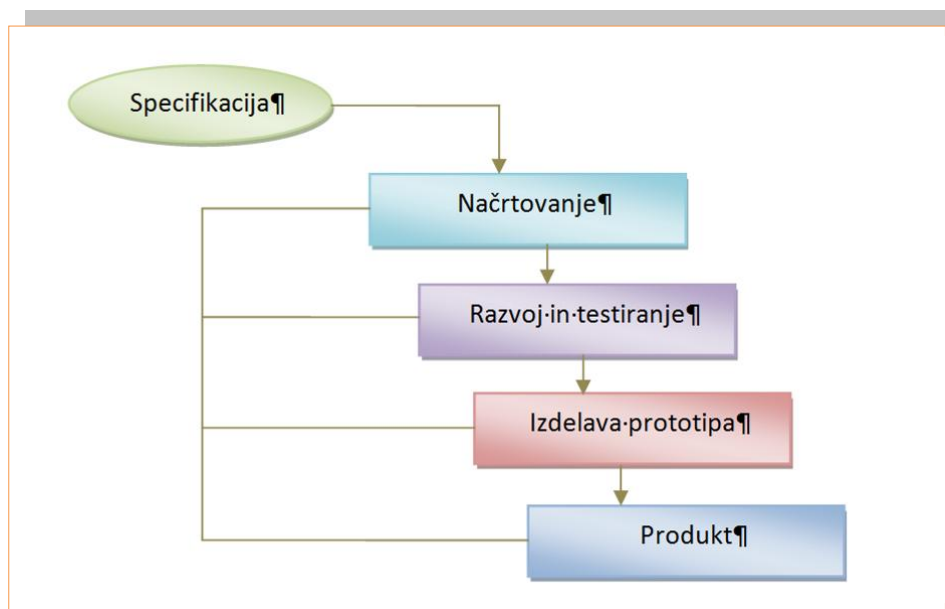 Specifikacija¶
Načrtovanje¶
Razvoj·in·testiranje¶
Izdelava·prototipa¶
Produkt¶